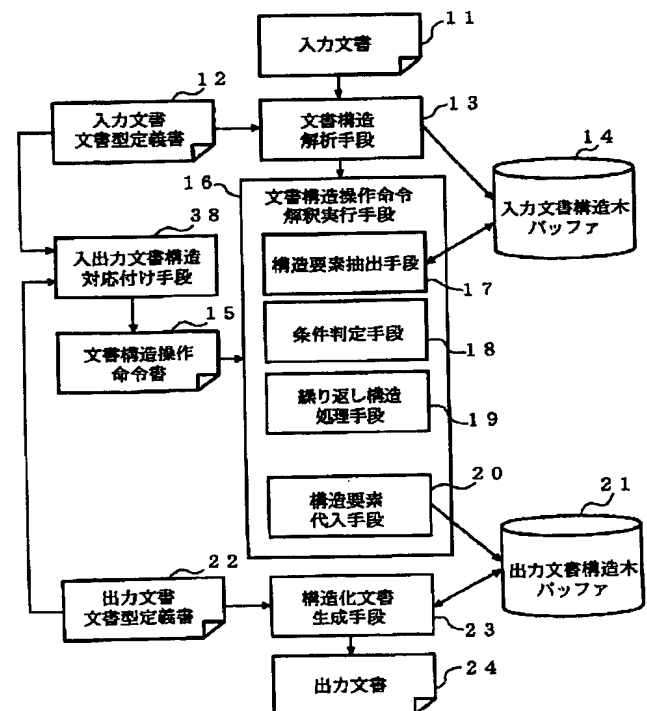 11
入力文書
12
入力文書
文書型定義書
13
文書構造
解析手段
14
入力文書構造木
バッファ
16
文書構造操作命令
解釈実行手段
38
入出力文書構造
対応付け手段
構造要素抽出手段
17
15
文書構造操作
命令書
条件判定手段
18
繰り返し構造
処理手段
19
20
構造要素
代入手段
21
出力文書構造木
バッファ
22
出力文書
文書型定義書
構造化文書
生成手段
23
出力文書
24